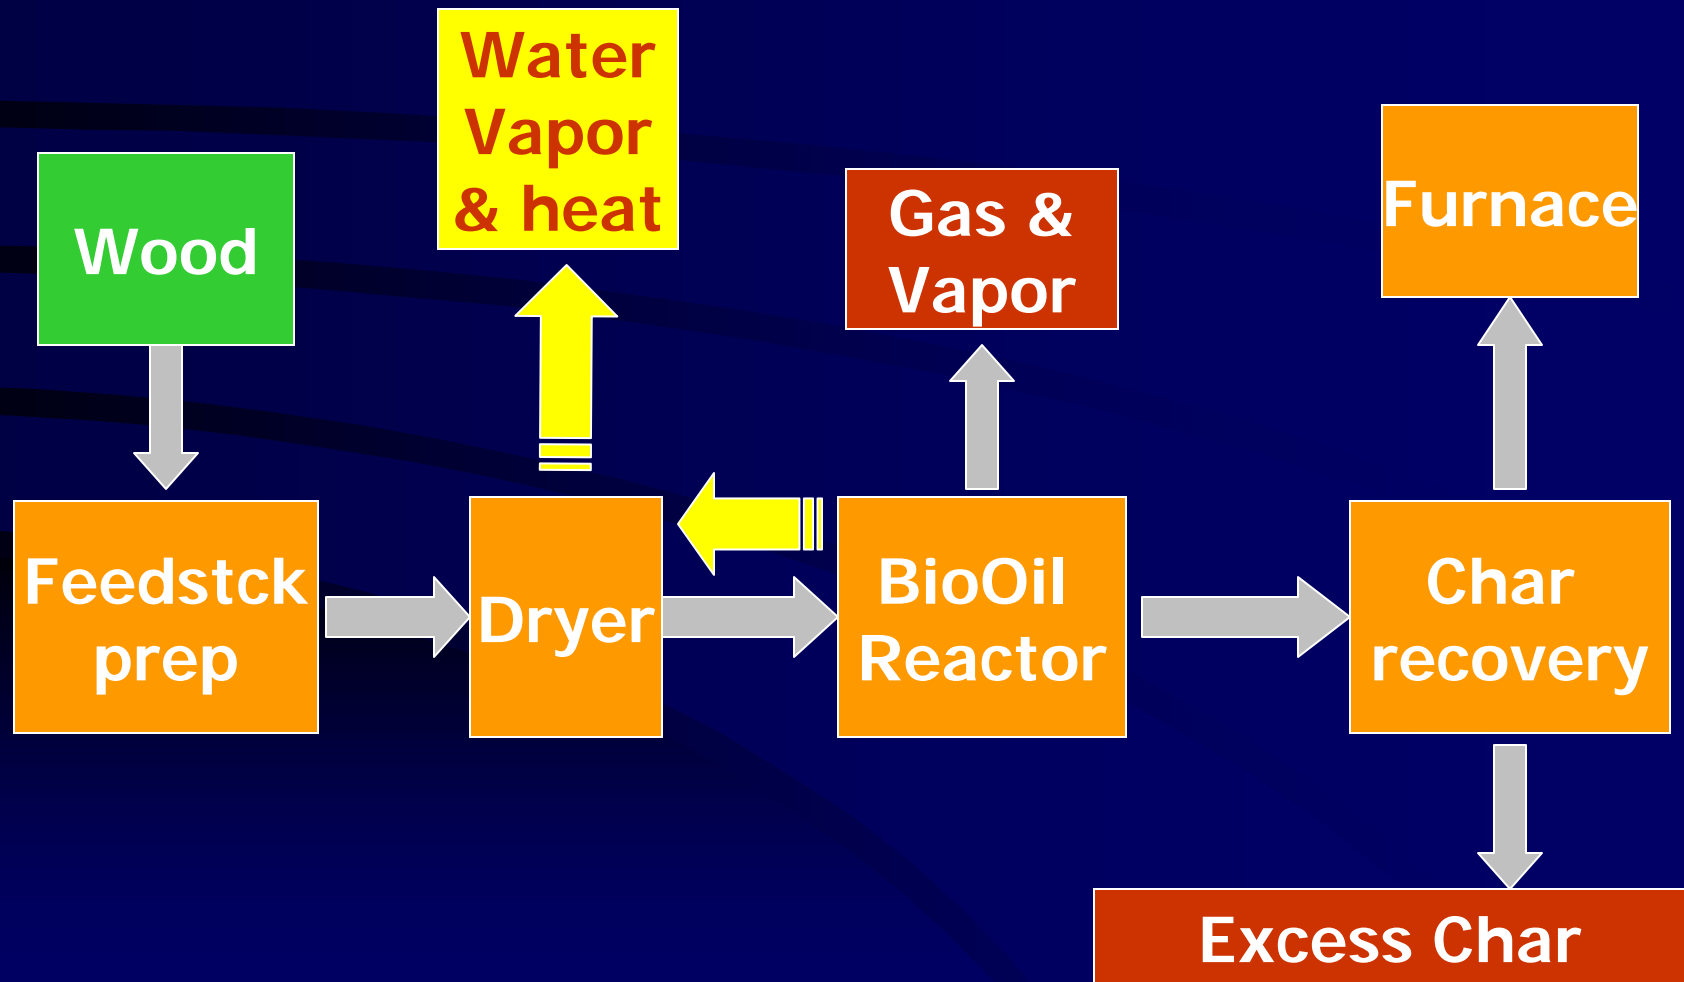 Water
Vapor
& heat
Wood
Gas &
Vapor
Furnace
Feedstck
prep
Dryer
BioOil
Reactor
Char
recovery
Excess Char